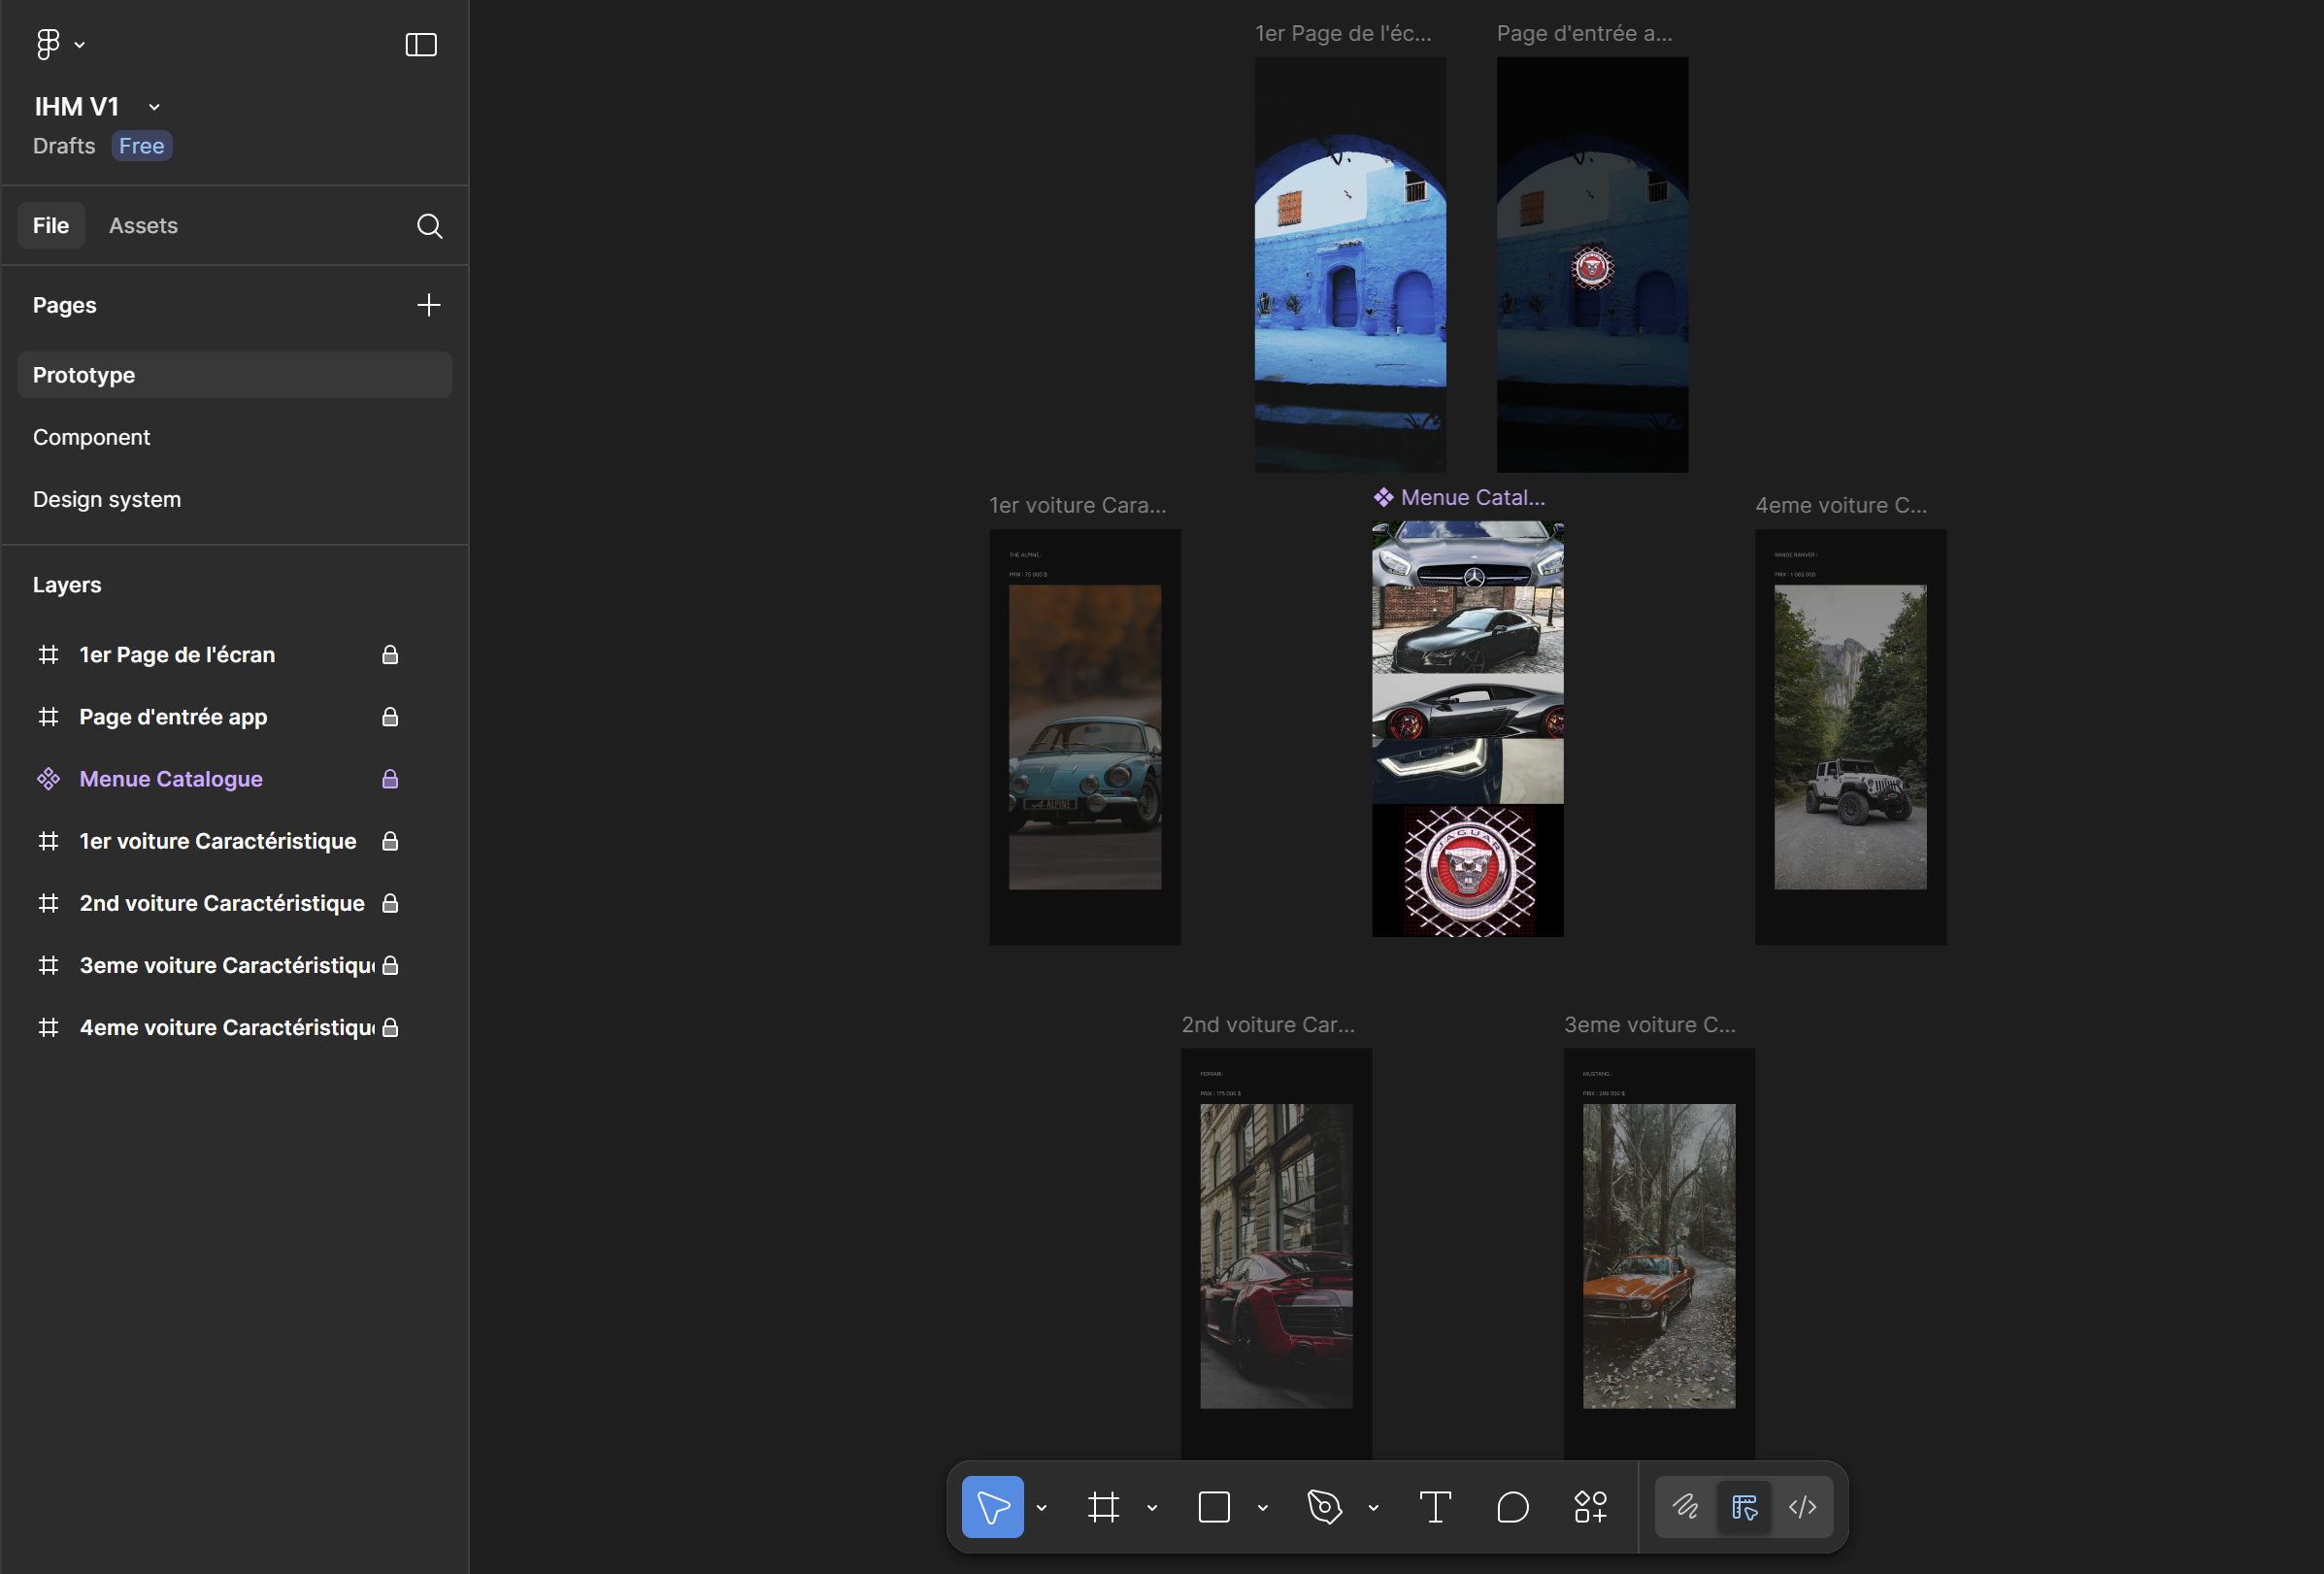 IHM V1
Drafts Free
File Assets
Pages
Prototype
Component
Design system
Layers
1er Page de l'écran
Page d'entrée app
Menue Catalogue
1er voiture Caractéristique
2nd voiture Caractéristique
3eme voiture Caractéristiqu
4eme voiture Caractéristiqu
1er Page de l'éc...
Page d'entrée a...
1er voiture Cara...
THE ALPINE :
PRIX : 75 000 $
ALPINE
Menue Catal...
JAGUAR
4eme voiture C...
RANGE RANVER :
PRIX : 1 065 000
2nd voiture Car...
FERRARI :
PRIX : 175 000 $
3eme voiture C...
MUSTANG :
PRIX : 289 000 $